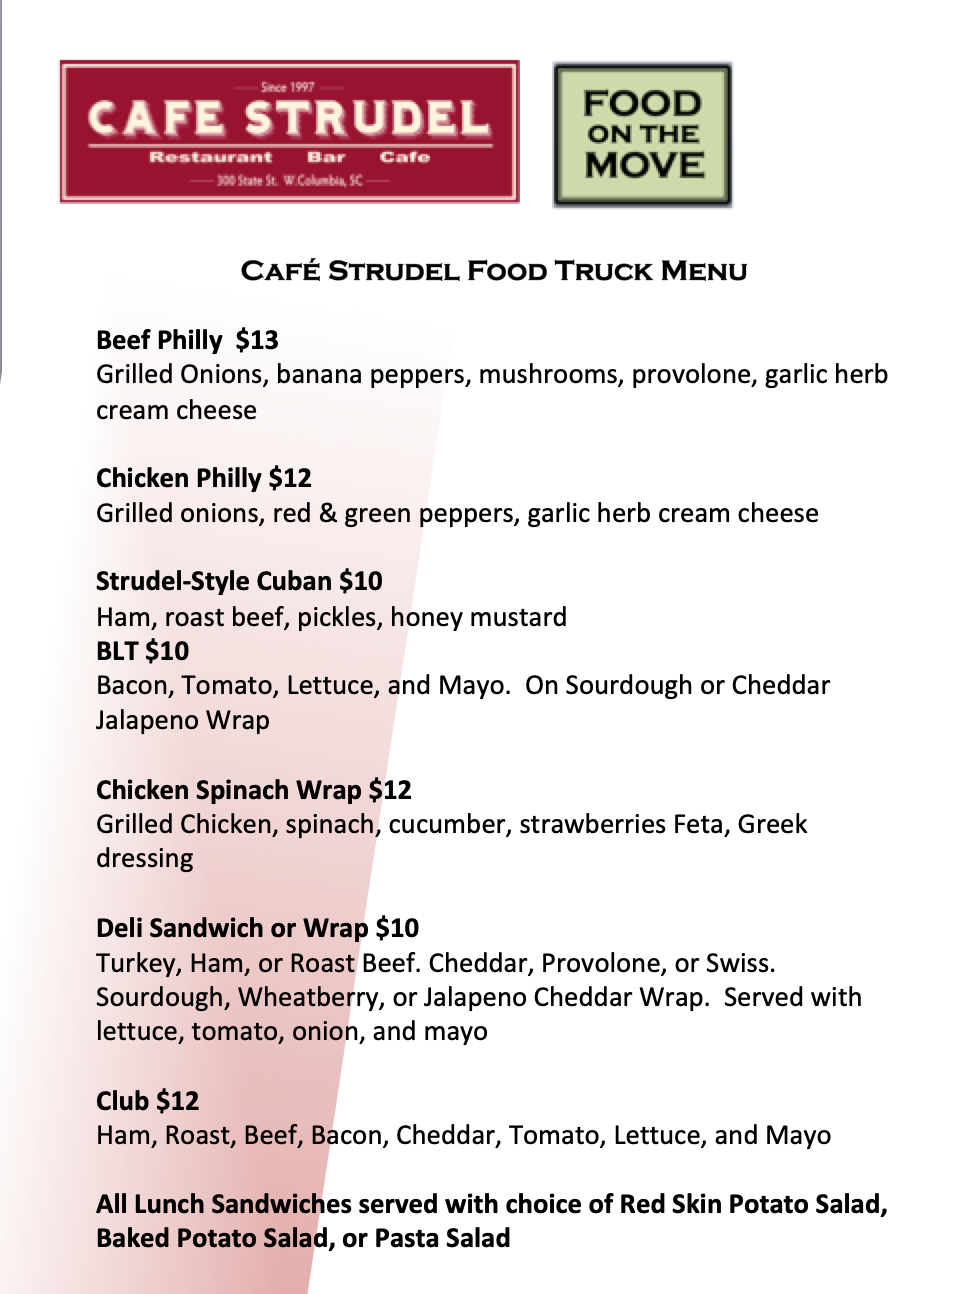 Since 1997
CAFE STRUDEL
Restaurant Bar Cafe
300 State St. W.Columbia, SC
FOOD
ON THE
MOVE
Café Strudel Food Truck Menu
Beef Philly  $13
Grilled Onions, banana peppers, mushrooms, provolone, garlic herb
cream cheese
Chicken Philly $12
Grilled onions, red & green peppers, garlic herb cream cheese
Strudel-Style Cuban $10
Ham, roast beef, pickles, honey mustard
BLT $10
Bacon, Tomato, Lettuce, and Mayo.  On Sourdough or Cheddar
Jalapeno Wrap
Chicken Spinach Wrap $12
Grilled Chicken, spinach, cucumber, strawberries Feta, Greek
dressing
Deli Sandwich or Wrap $10
Turkey, Ham, or Roast Beef. Cheddar, Provolone, or Swiss.
Sourdough, Wheatberry, or Jalapeno Cheddar Wrap.  Served with
lettuce, tomato, onion, and mayo
Club $12
Ham, Roast, Beef, Bacon, Cheddar, Tomato, Lettuce, and Mayo
All Lunch Sandwiches served with choice of Red Skin Potato Salad,
Baked Potato Salad, or Pasta Salad